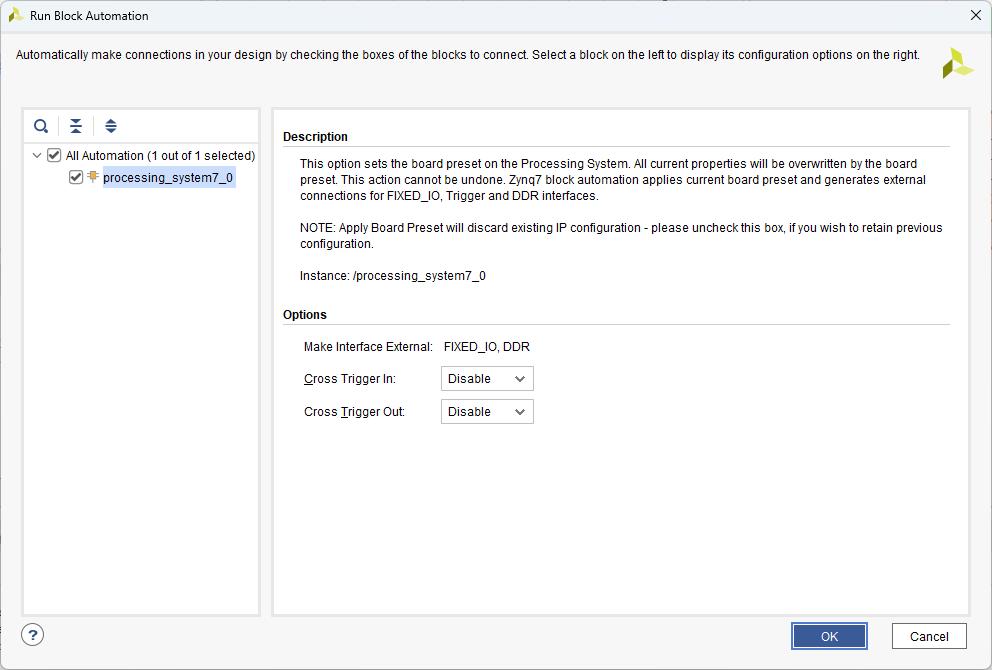 Run Block Automation
Automatically make connections in your design by checking the boxes of the blocks to connect. Select a block on the left to display its configuration options on the right.
All Automation (1 out of 1 selected)
processing_system7_0
Description
This option sets the board preset on the Processing System. All current properties will be overwritten by the board
preset. This action cannot be undone. Zynq7 block automation applies current board preset and generates external
connections for FIXED_IO, Trigger and DDR interfaces.
NOTE: Apply Board Preset will discard existing IP configuration - please uncheck this box, if you wish to retain previous
configuration.
Instance: /processing_system7_0
Options
Make Interface External: FIXED_IO, DDR
Cross Trigger In: Disable
Cross Trigger Out: Disable
?
OK Cancel